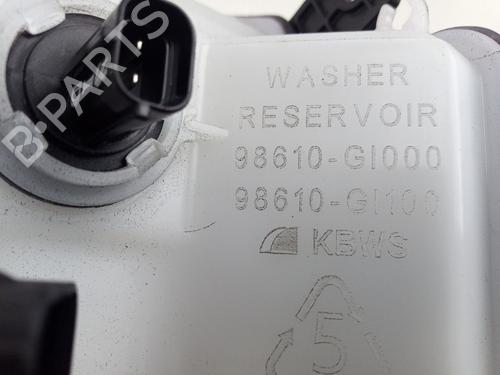 WASHER
RESERVOIR
98610-GI000
98610-GI100
KBWS
5
B-PARTS